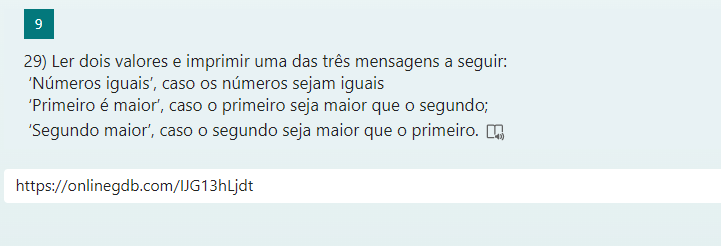 9
29) Ler dois valores e imprimir uma das três mensagens a seguir:
‘Números iguais’, caso os números sejam iguais
‘Primeiro é maior’, caso o primeiro seja maior que o segundo;
‘Segundo maior’, caso o segundo seja maior que o primeiro.
https://onlinegdb.com/IJG13hLjdt